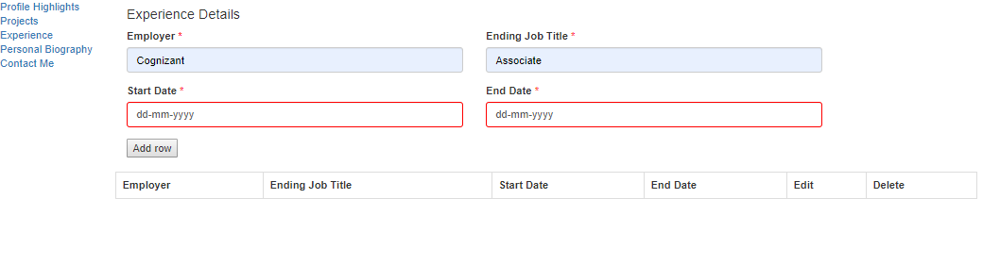 Profile Highlights
Projects
Experience
Personal Biography
Contact Me
Experience Details
Employer * Ending Job Title *
Cognizant Associate
Start Date * End Date *
dd-mm-yyyy dd-mm-yyyy
Add row
Employer Ending Job Title Start Date End Date Edit Delete